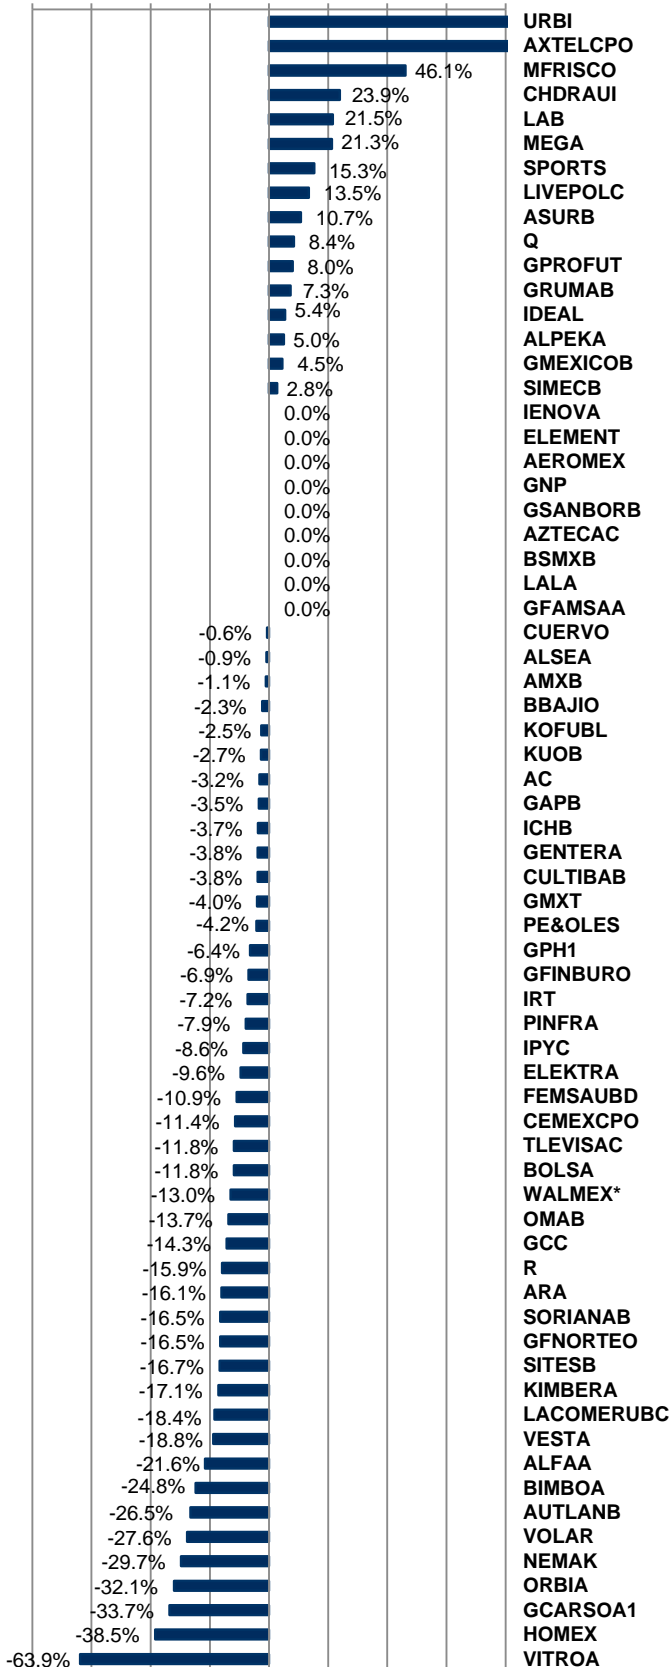 URBI
AXTELCPO
46.1% MFRISCO
23.9% CHDRAUI
21.5% LAB
21.3% MEGA
15.3% SPORTS
13.5% LIVEPOLC
10.7% ASURB
8.4% Q
8.0% GPROFUT
7.3% GRUMAB
5.4% IDEAL
5.0% ALPEKA
4.5% GMEXICOB
2.8% SIMECB
0.0% IENOVA
0.0% ELEMENT
0.0% AEROMEX
0.0% GNP
0.0% GSANBORB
0.0% AZTECAC
0.0% BSMXB
0.0% LALA
0.0% GFAMSAA
-0.6% CUERVO
-0.9% ALSEA
-1.1% AMXB
-2.3% BBAJIO
-2.5% KOFUBL
-2.7% KUOB
-3.2% AC
-3.5% GAPB
-3.7% ICHB
-3.8% GENTERA
-3.8% CULTIBAB
-4.0% GMXT
-4.2% PE&OLES
-6.4% GPH1
-6.9% GFINBURO
-7.2% IRT
-7.9% PINFRA
-8.6% IPYC
-9.6% ELEKTRA
-10.9% FEMSAUBD
-11.4% CEMEXCPO
-11.8% TLEVISAC
-11.8% BOLSA
-13.0% WALMEX*
-13.7% OMAB
-14.3% GCC
-15.9% R
-16.1% ARA
-16.5% SORIANAB
-16.5% GFNORTEO
-16.7% SITESB
-17.1% KIMBERA
-18.4% LACOMERUBC
-18.8% VESTA
-21.6% ALFAA
-24.8% BIMBOA
-26.5% AUTLANB
-27.6% VOLAR
-29.7% NEMAK
-32.1% ORBIA
-33.7% GCARSOA1
-38.5% HOMEX
-63.9% VITROA